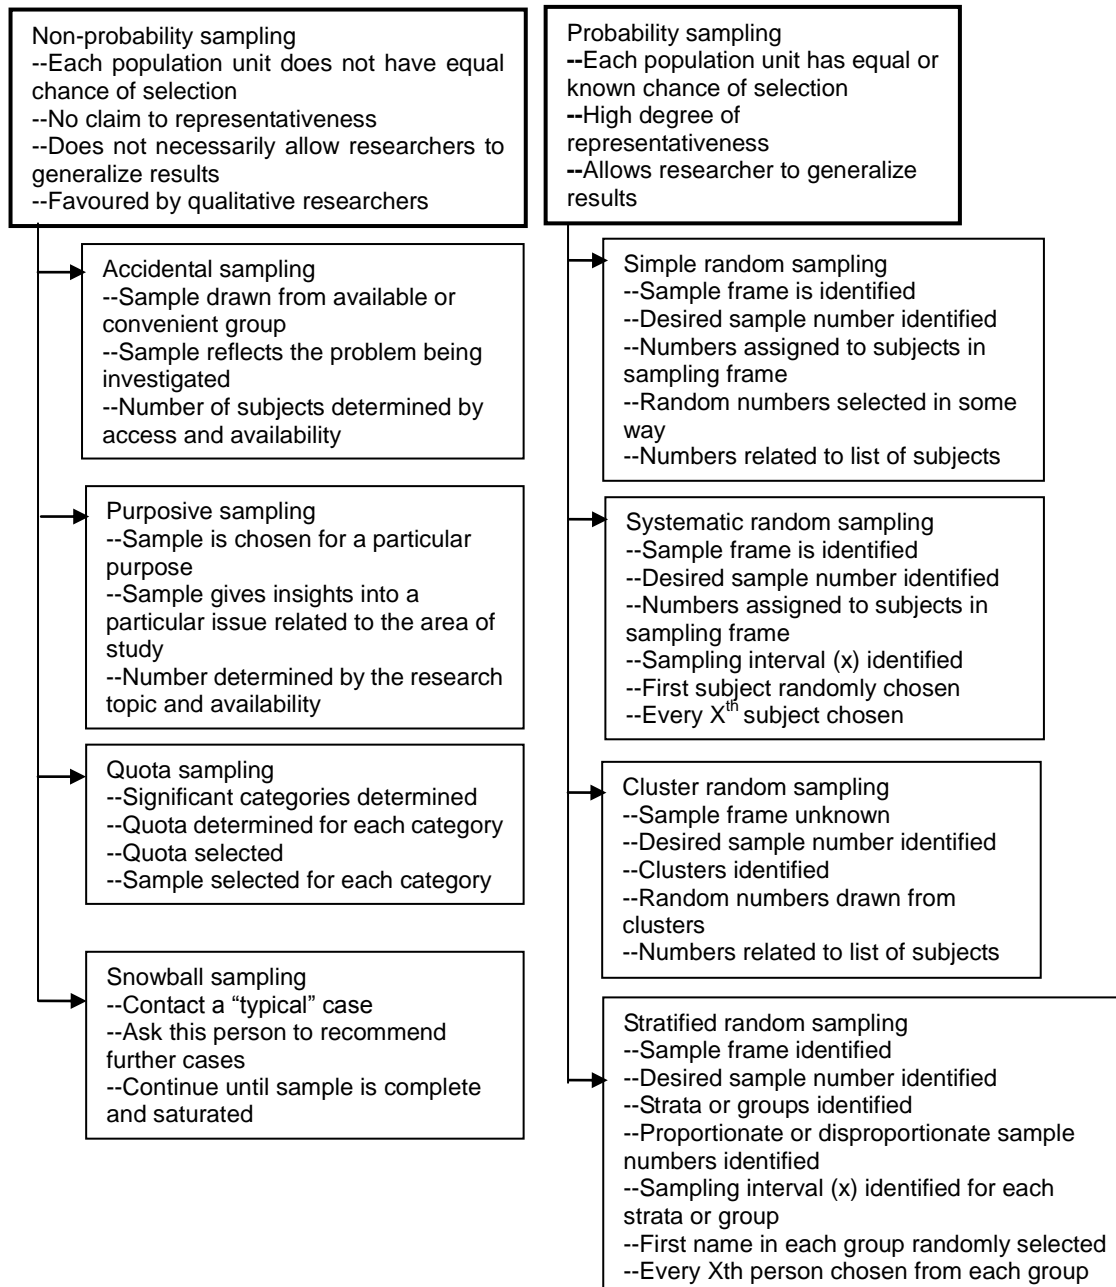 Non-probability sampling
--Each population unit does not have equal
chance of selection
--No claim to representativeness
--Does not necessarily allow researchers to
generalize results
--Favoured by qualitative researchers
Accidental sampling
--Sample drawn from available or
convenient group
--Sample reflects the problem being
investigated
--Number of subjects determined by
access and availability
Purposive sampling
--Sample is chosen for a particular
purpose
--Sample gives insights into a
particular issue related to the area of
study
--Number determined by the research
topic and availability
Quota sampling
--Significant categories determined
--Quota determined for each category
--Quota selected
--Sample selected for each category
Snowball sampling
--Contact a “typical” case
--Ask this person to recommend
further cases
--Continue until sample is complete
and saturated
Probability sampling
--Each population unit has equal or
known chance of selection
--High degree of
representativeness
--Allows researcher to generalize
results
Simple random sampling
--Sample frame is identified
--Desired sample number identified
--Numbers assigned to subjects in
sampling frame
--Random numbers selected in some
way
--Numbers related to list of subjects
Systematic random sampling
--Sample frame is identified
--Desired sample number identified
--Numbers assigned to subjects in
sampling frame
--Sampling interval (x) identified
--First subject randomly chosen
--Every Xth subject chosen
Cluster random sampling
--Sample frame unknown
--Desired sample number identified
--Clusters identified
--Random numbers drawn from
clusters
--Numbers related to list of subjects
Stratified random sampling
--Sample frame identified
--Desired sample number identified
--Strata or groups identified
--Proportionate or disproportionate sample
numbers identified
--Sampling interval (x) identified for each
strata or group
--First name in each group randomly selected
--Every Xth person chosen from each group